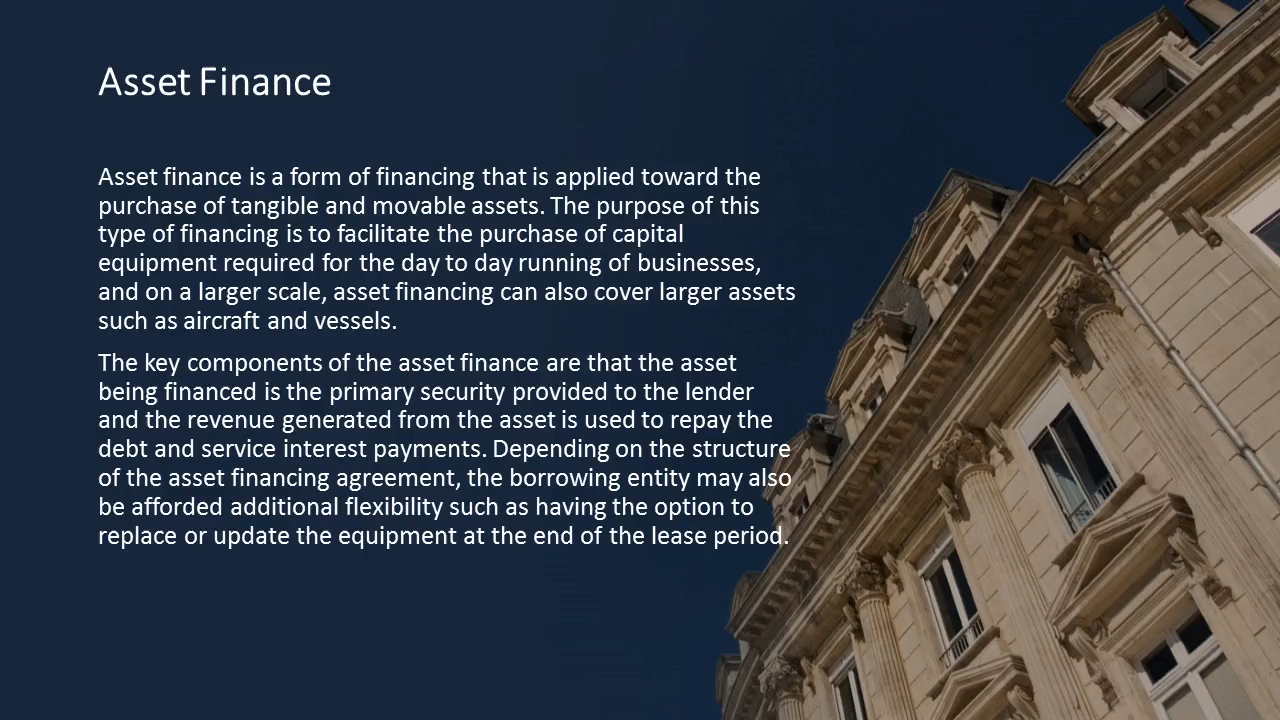 Asset Finance
Asset finance is a form of financing that is applied toward the
purchase of tangible and movable assets. The purpose of this
type of financing is to facilitate the purchase of capital
equipment required for the day to day running of businesses,
and on a larger scale, asset financing can also cover larger assets
such as aircraft and vessels.
The key components of the asset finance are that the asset
being financed is the primary security provided to the lender
and the revenue generated from the asset is used to repay the
debt and service interest payments. Depending on the structure
of the asset financing agreement, the borrowing entity may also
be afforded additional flexibility such as having the option to
replace or update the equipment at the end of the lease period.